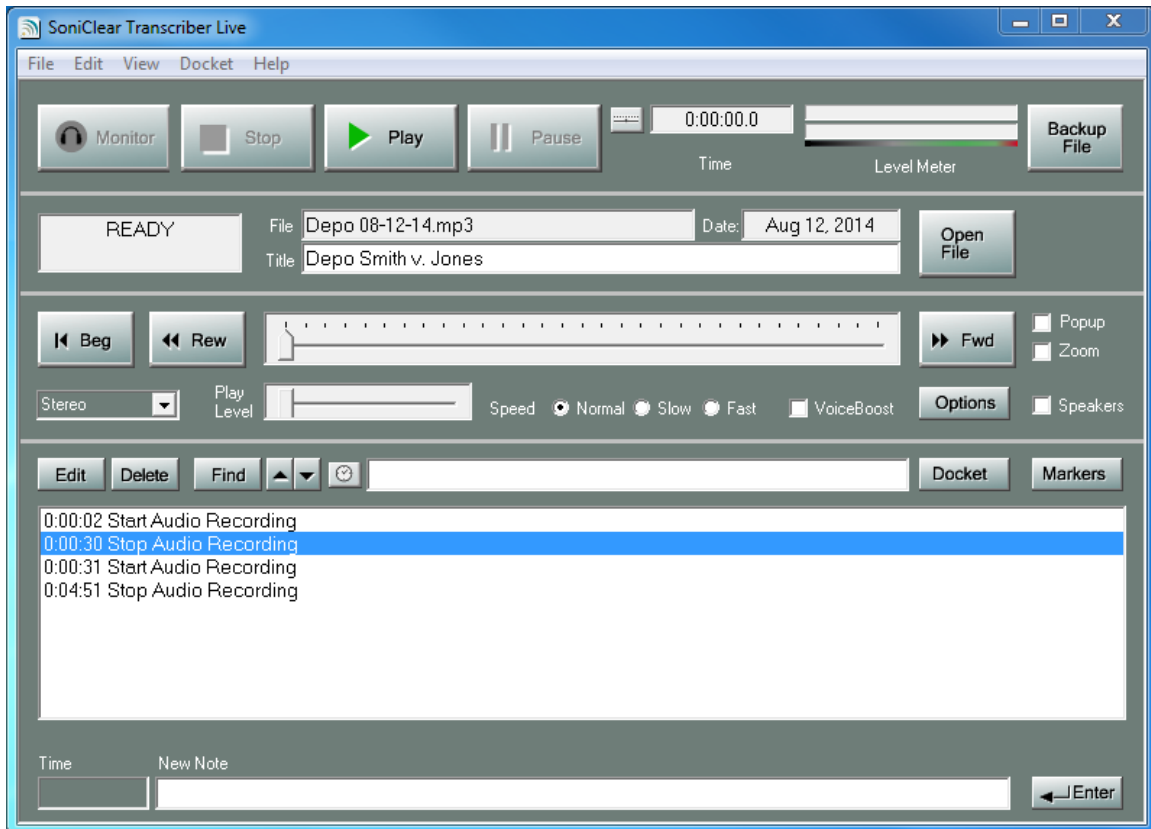 SoniClear Transcriber Live
File Edit View Docket Help
Monitor Stop Play Pause 0:00:00.0 Backup File
Time Level Meter
READY File Depo 08-12-14.mp3 Date: Aug 12, 2014 Open File
Title Depo Smith v. Jones
Beg Rew Fwd Popup
Zoom
Stereo Play Level Speed Normal Slow Fast VoiceBoost Options Speakers
Edit Delete Find Docket Markers
0:00:02 Start Audio Recording
0:00:30 Stop Audio Recording
0:00:31 Start Audio Recording
0:04:51 Stop Audio Recording
Time New Note
Enter